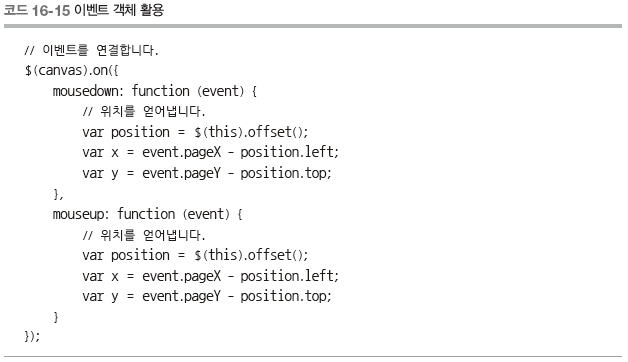 코드 16-15 이벤트 객체 활용
// 이벤트를 연결합니다.
$(canvas).on({
    mousedown: function (event) {
        // 위치를 얻어냅니다.
        var position = $(this).offset();
        var x = event.pageX - position.left;
        var y = event.pageY - position.top;
    },
    mouseup: function (event) {
        // 위치를 얻어냅니다.
        var position = $(this).offset();
        var x = event.pageX - position.left;
        var y = event.pageY - position.top;
    }
});